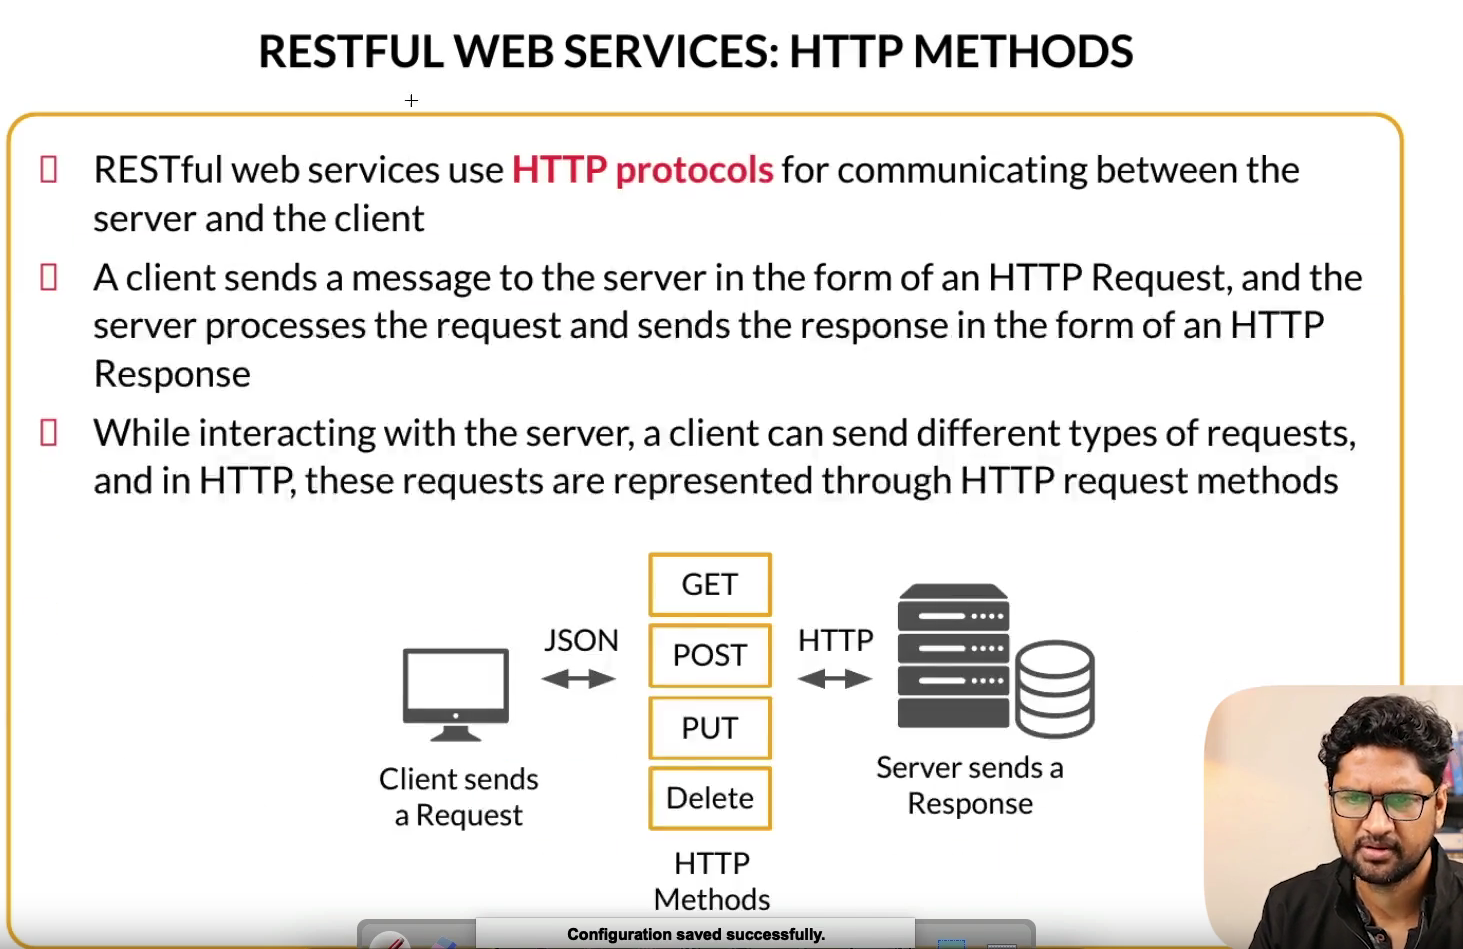 RESTFUL WEB SERVICES: HTTP METHODS
RESTful web services use HTTP protocols for communicating between the
server and the client
A client sends a message to the server in the form of an HTTP Request, and the
server processes the request and sends the response in the form of an HTTP
Response
While interacting with the server, a client can send different types of requests,
and in HTTP, these requests are represented through HTTP request methods
GET
JSON
POST
HTTP
PUT
Delete
Client sends
a Request
Server sends a
Response
HTTP
Methods
Configuration saved successfully.